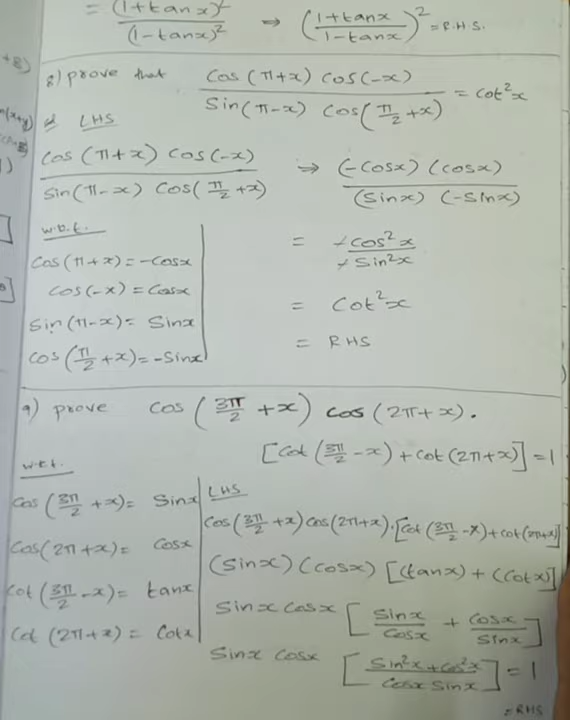 = (1+tanx)² / (1-tanx)² → ((1+tanx)/(1-tanx))² = R.H.S.
8) prove that cos(π+x) cos(-x) / sin(π-x) cos(π/2+x) = cot²x
LHS
cos(π+x) cos(-x) / sin(π-x) cos(π/2+x) → (-cosx) (cosx) / (sinx) (-sinx)
w.k.t.
= -cos²x / -sin²x
cos(π+x) = -cosx
cos(-x) = cosx
= cot²x
sin(π-x) = sinx
= RHS
cos(π/2+x) = -sinx
9) prove cos(3π/2+x) cos(2π+x).
[cot(3π/2-x) + cot(2π+x)] = 1
w.k.t.
cos(3π/2+x) = sinx
cos(2π+x) = cosx
cot(3π/2-x) = tanx
cot(2π+x) = cotx
LHS
cos(3π/2+x) cos(2π+x).[cot(3π/2-x) + cot(2π+x)]
(sinx) (cosx) [(tanx) + (cotx)]
sinx cosx [sinx/cosx + cosx/sinx]
sinx cosx [sin²x+cos²x / cosx sinx] = 1
= RHS